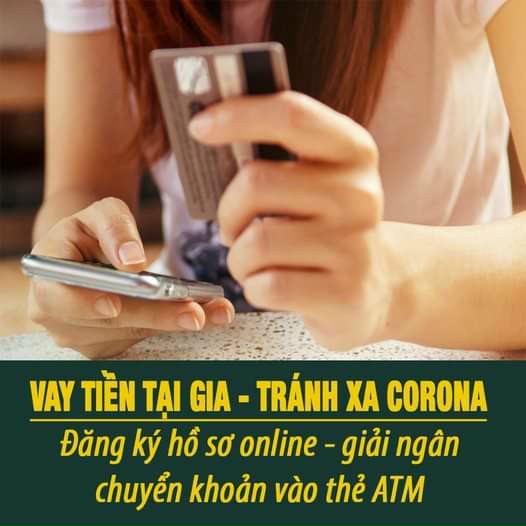 VAY TIỀN TẠI GIA - TRÁNH XA CORONA
Đăng ký hồ sơ online - giải ngân
chuyển khoản vào thẻ ATM